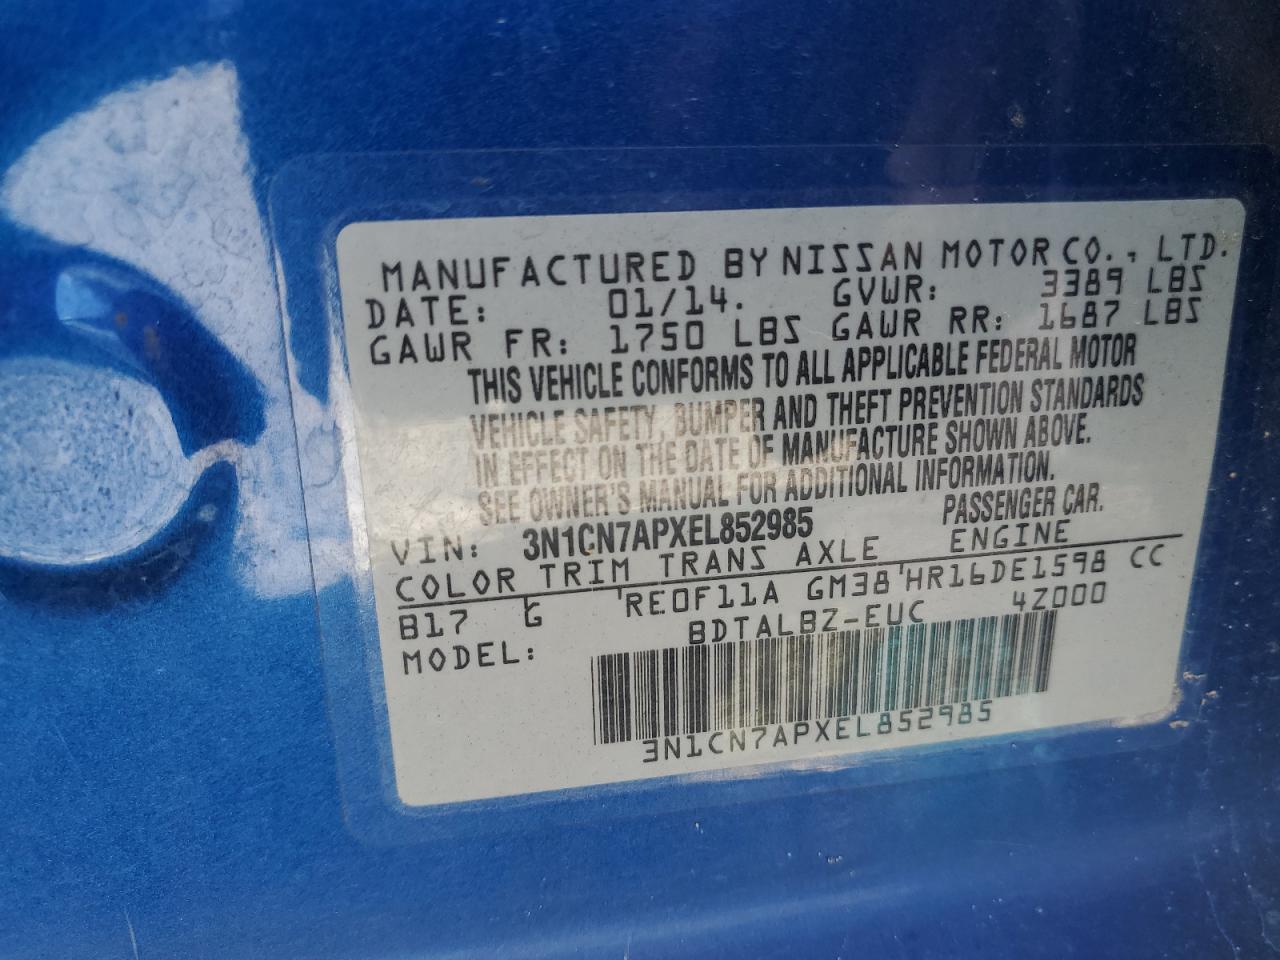 MANUFACTURED BY NISSAN MOTOR CO., LTD.
DATE: 01/14. GVWR: 3389 LBS
GAWR FR: 1750 LBS GAWR RR: 1687 LBS
THIS VEHICLE CONFORMS TO ALL APPLICABLE FEDERAL MOTOR
VEHICLE SAFETY, BUMPER AND THEFT PREVENTION STANDARDS
IN EFFECT ON THE DATE OF MANUFACTURE SHOWN ABOVE.
SEE OWNER'S MANUAL FOR ADDITIONAL INFORMATION.
VIN: 3N1CN7APXEL852985 PASSENGER CAR.
COLOR TRIM TRANS AXLE ENGINE
B17 G RE0F11A GM38 HR16DE1598 CC
MODEL: BDTALBZ-EUC 4Z000
3N1CN7APXEL852985